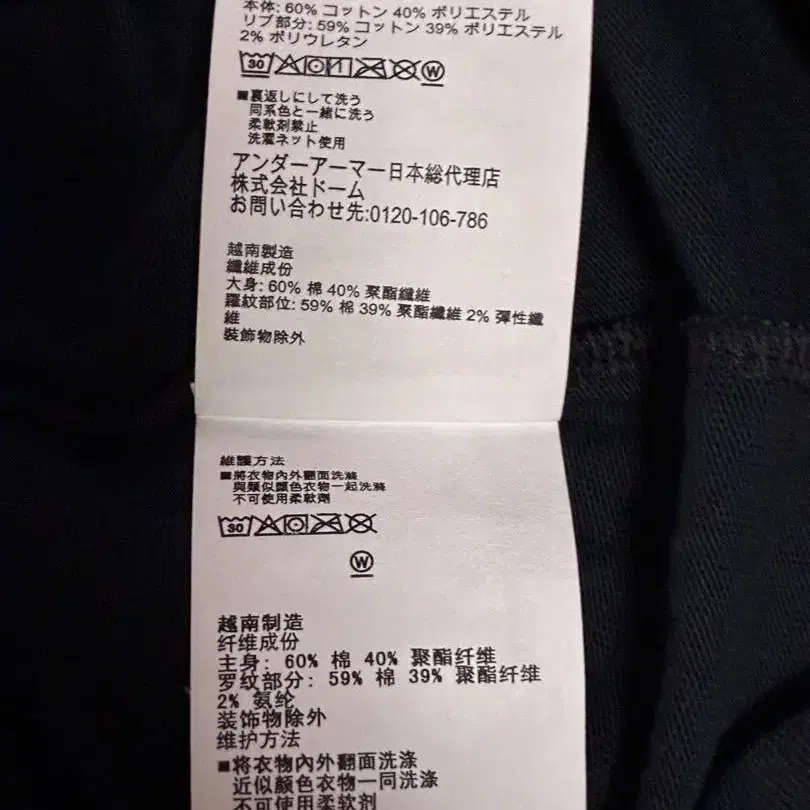 本体: 60% コットン 40% ポリエステル
リブ部分: 59% コットン 39% ポリエステル
2% ポリウレタン
30 W
■裏返しにして洗う
同系色と一緒に洗う
柔軟剤禁止
洗濯ネット使用
アンダーアーマー日本総代理店
株式会社ドーム
お問い合わせ先:0120-106-786
越南製造
纖維成份
大身: 60% 棉 40% 聚酯纖維
羅紋部位: 59% 棉 39% 聚酯纖維 2% 彈性纖
維
裝飾物除外
維護方法
■將衣物內外翻面洗滌
與類似顏色衣物一起洗滌
不可使用柔軟劑
30
W
越南制造
纤维成份
主身: 60% 棉 40% 聚酯纤维
罗纹部分: 59% 棉 39% 聚酯纤维
2% 氨纶
装饰物除外
维护方法
■将衣物內外翻面洗涤
近似颜色衣物一同洗涤
不可使用柔软剂